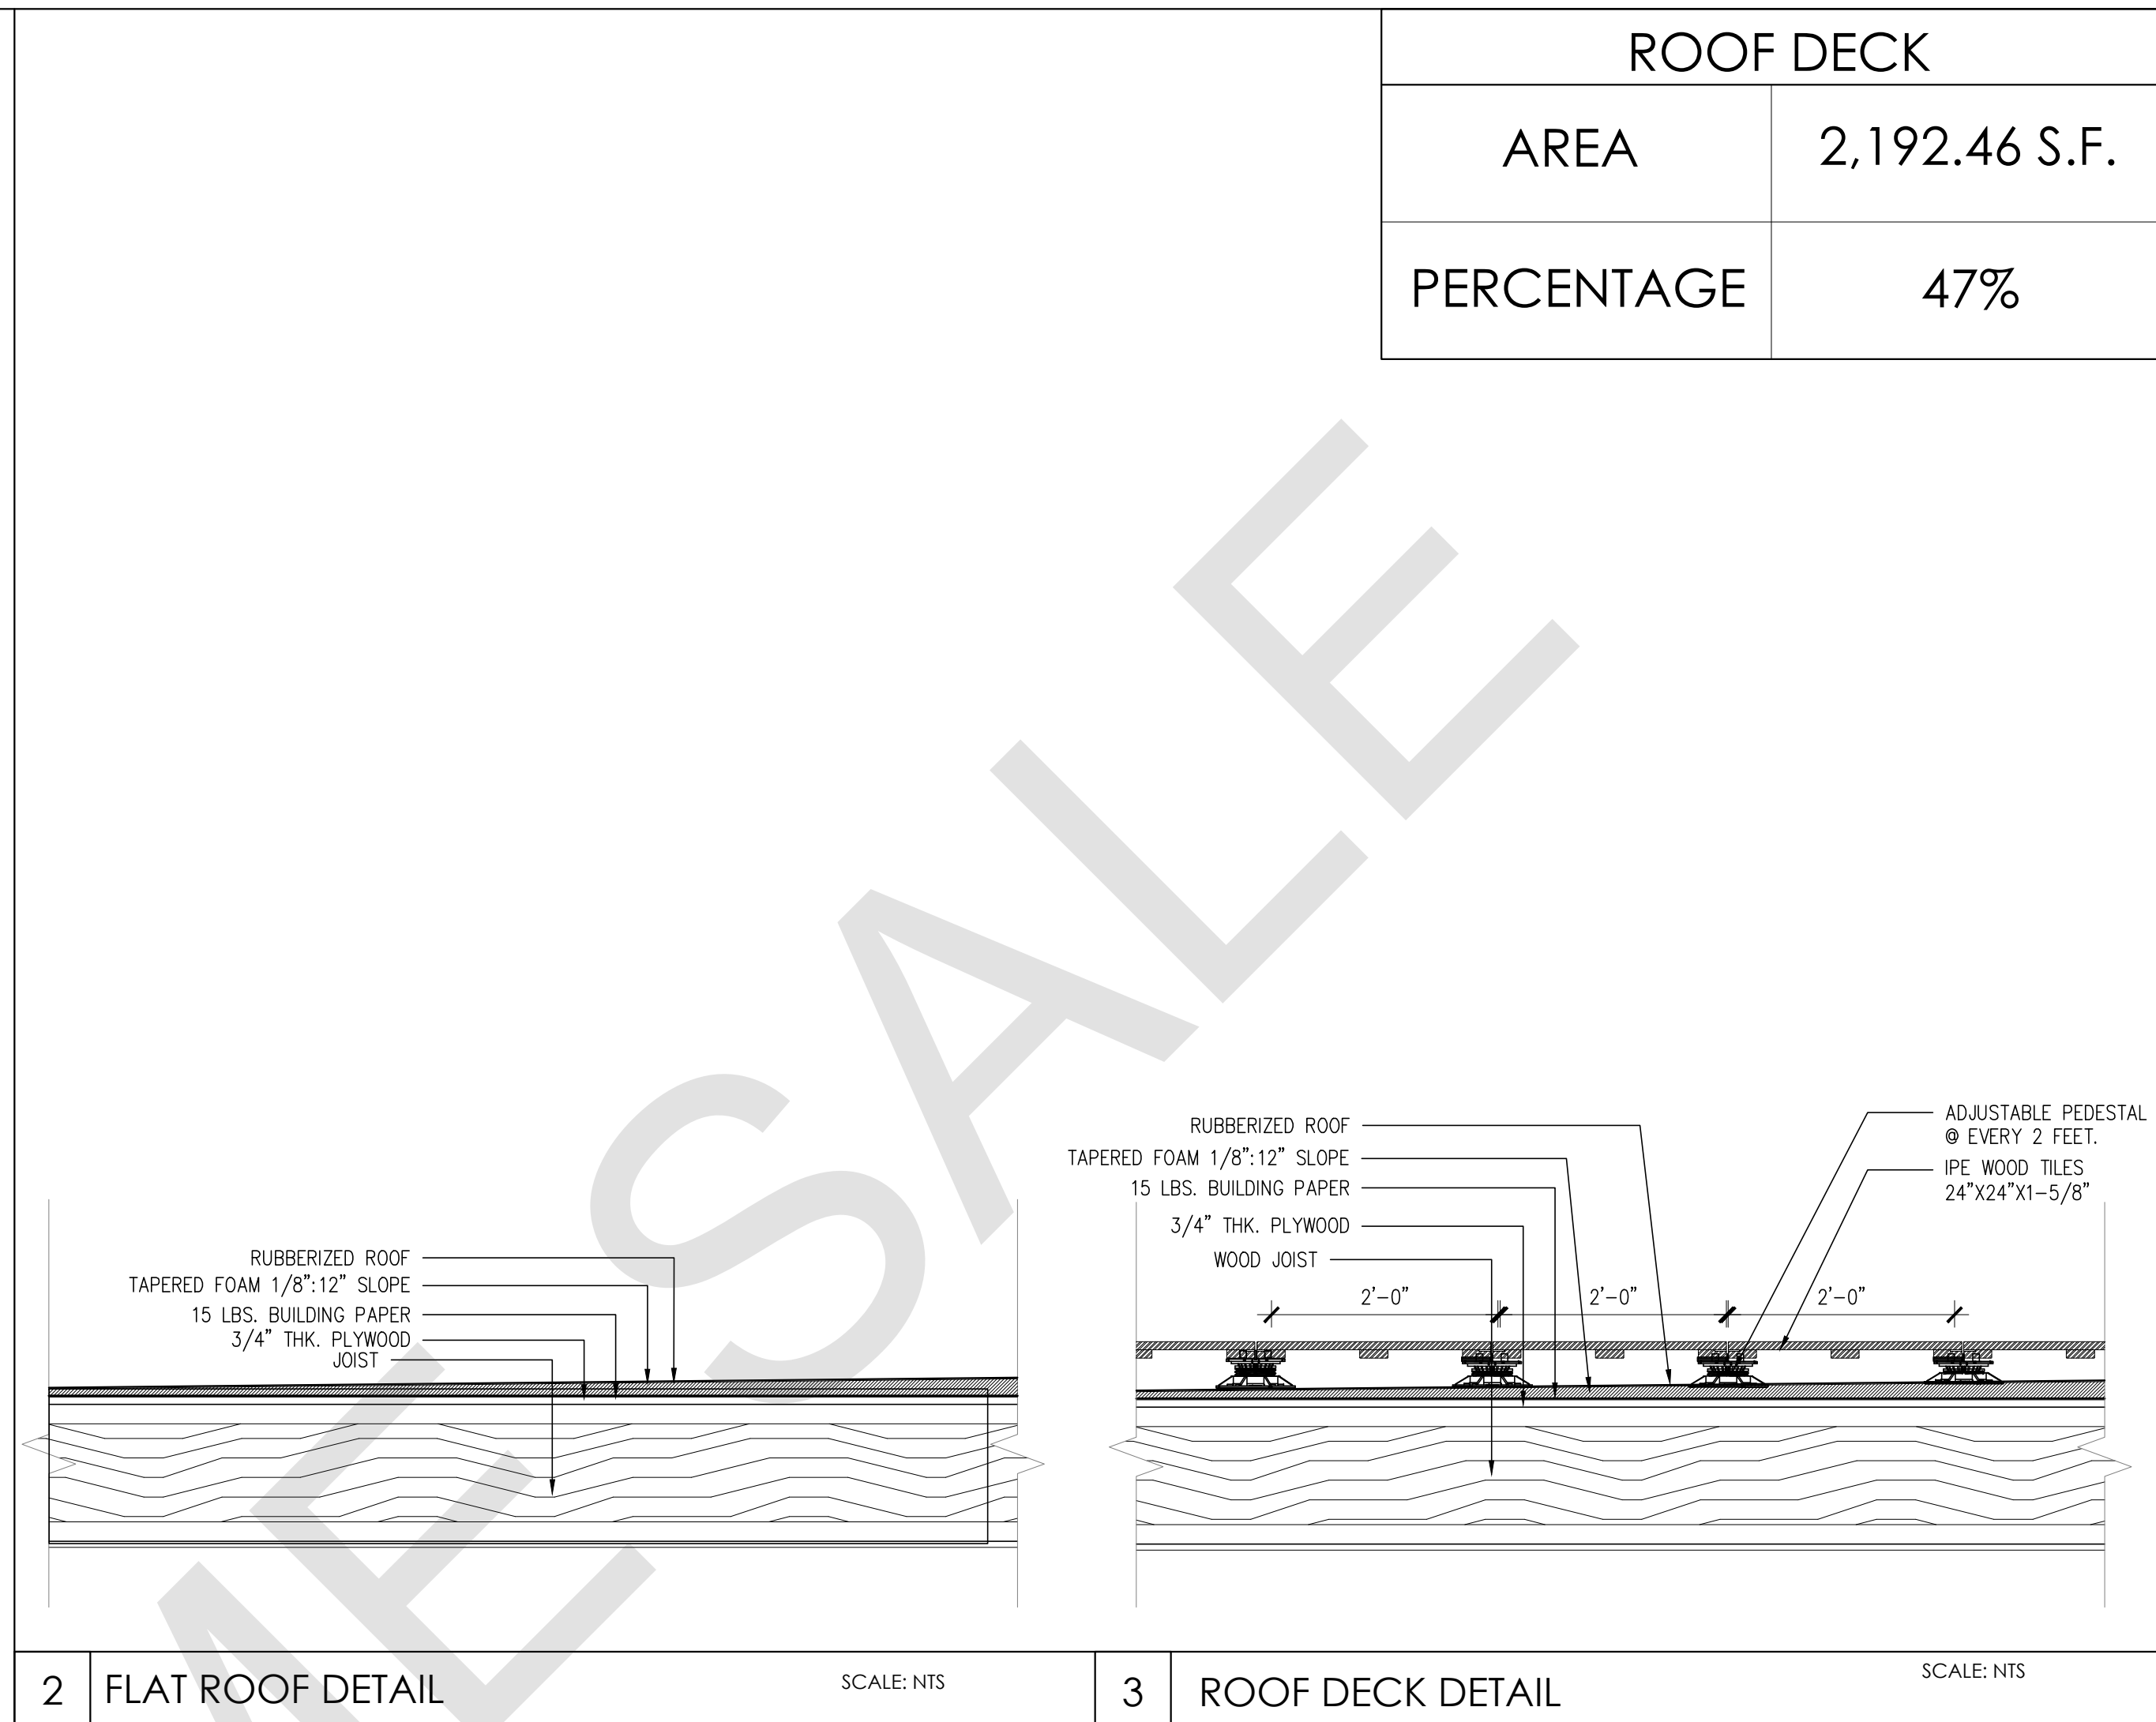 ROOF DECK
AREA 2,192.46 S.F.
PERCENTAGE 47%
RUBBERIZED ROOF
TAPERED FOAM 1/8":12" SLOPE
15 LBS. BUILDING PAPER
3/4" THK. PLYWOOD
JOIST
RUBBERIZED ROOF
TAPERED FOAM 1/8":12" SLOPE
15 LBS. BUILDING PAPER
3/4" THK. PLYWOOD
WOOD JOIST
ADJUSTABLE PEDESTAL
@ EVERY 2 FEET.
IPE WOOD TILES
24"X24"X1-5/8"
2'-0" 2'-0" 2'-0"
ME SALE
2 FLAT ROOF DETAIL SCALE: NTS
3 ROOF DECK DETAIL SCALE: NTS